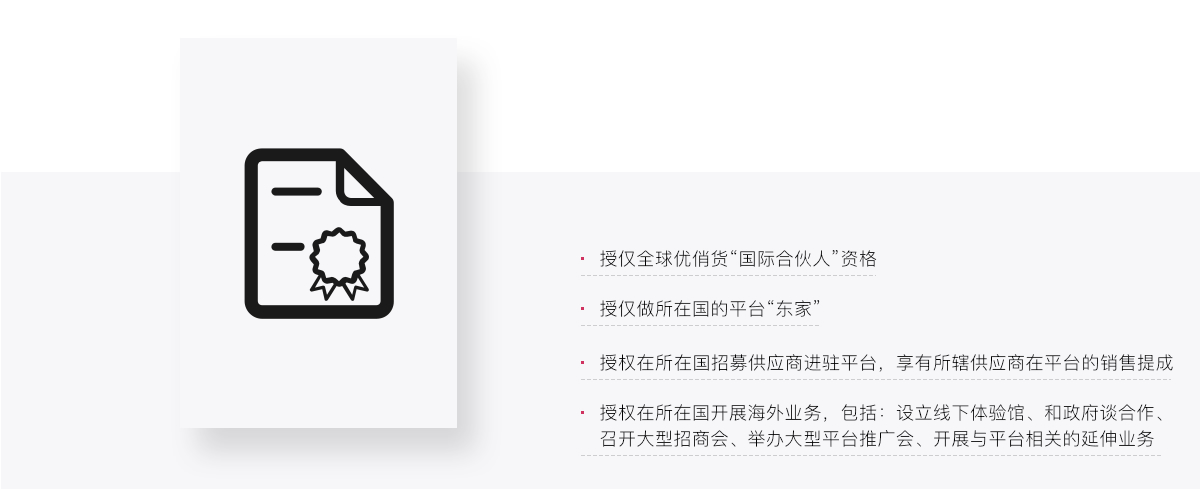 授仅全球优俏货“国际合伙人”资格
授仅做所在国的平台“东家”
授权在所在国招募供应商进驻平台，享有所辖供应商在平台的销售提成
授权在所在国开展海外业务，包括：设立线下体验馆、和政府谈合作、
召开大型招商会、举办大型平台推广会、开展与平台相关的延伸业务